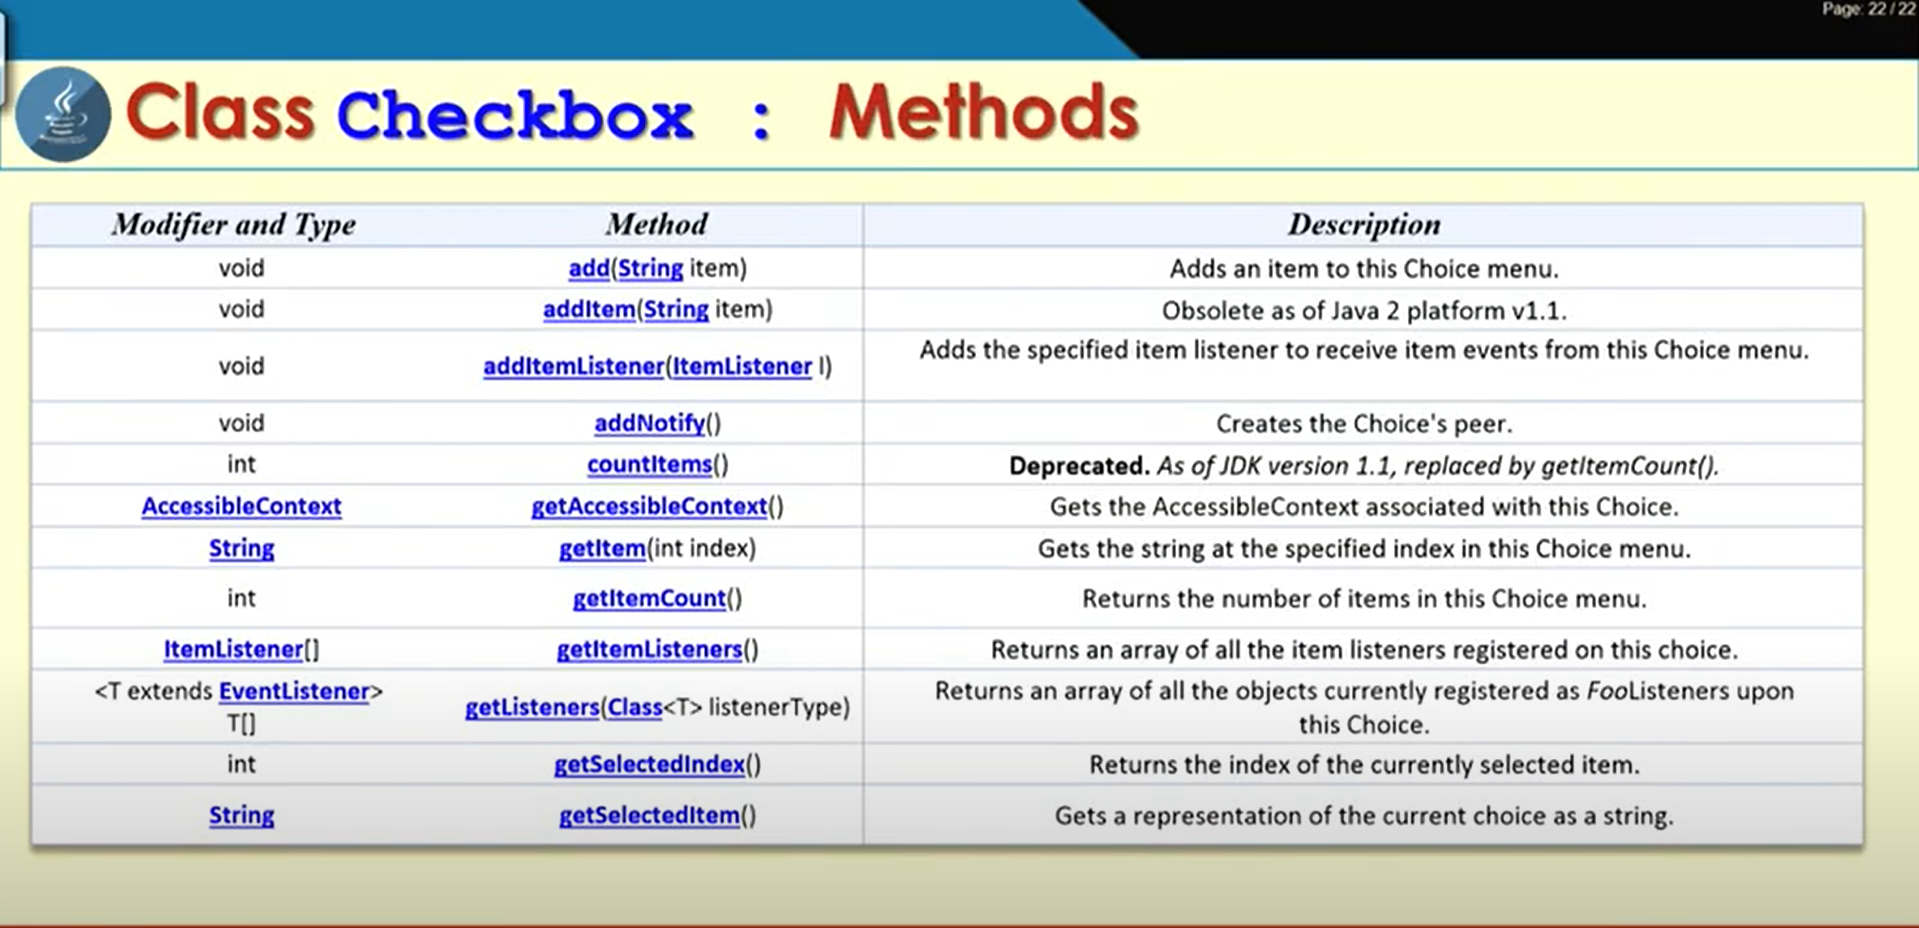 Page: 22 / 22
Class Checkbox : Methods
Modifier and Type Method Description
void add(String item) Adds an item to this Choice menu.
void addItem(String item) Obsolete as of Java 2 platform v1.1.
void addItemListener(ItemListener l) Adds the specified item listener to receive item events from this Choice menu.
void addNotify() Creates the Choice's peer.
int countItems() Deprecated. As of JDK version 1.1, replaced by getItemCount().
AccessibleContext getAccessibleContext() Gets the AccessibleContext associated with this Choice.
String getItem(int index) Gets the string at the specified index in this Choice menu.
int getItemCount() Returns the number of items in this Choice menu.
ItemListener[] getItemListeners() Returns an array of all the item listeners registered on this choice.
<T extends EventListener> getListeners(Class<T> listenerType) Returns an array of all the objects currently registered as FooListeners upon
T[] this Choice.
int getSelectedIndex() Returns the index of the currently selected item.
String getSelectedItem() Gets a representation of the current choice as a string.